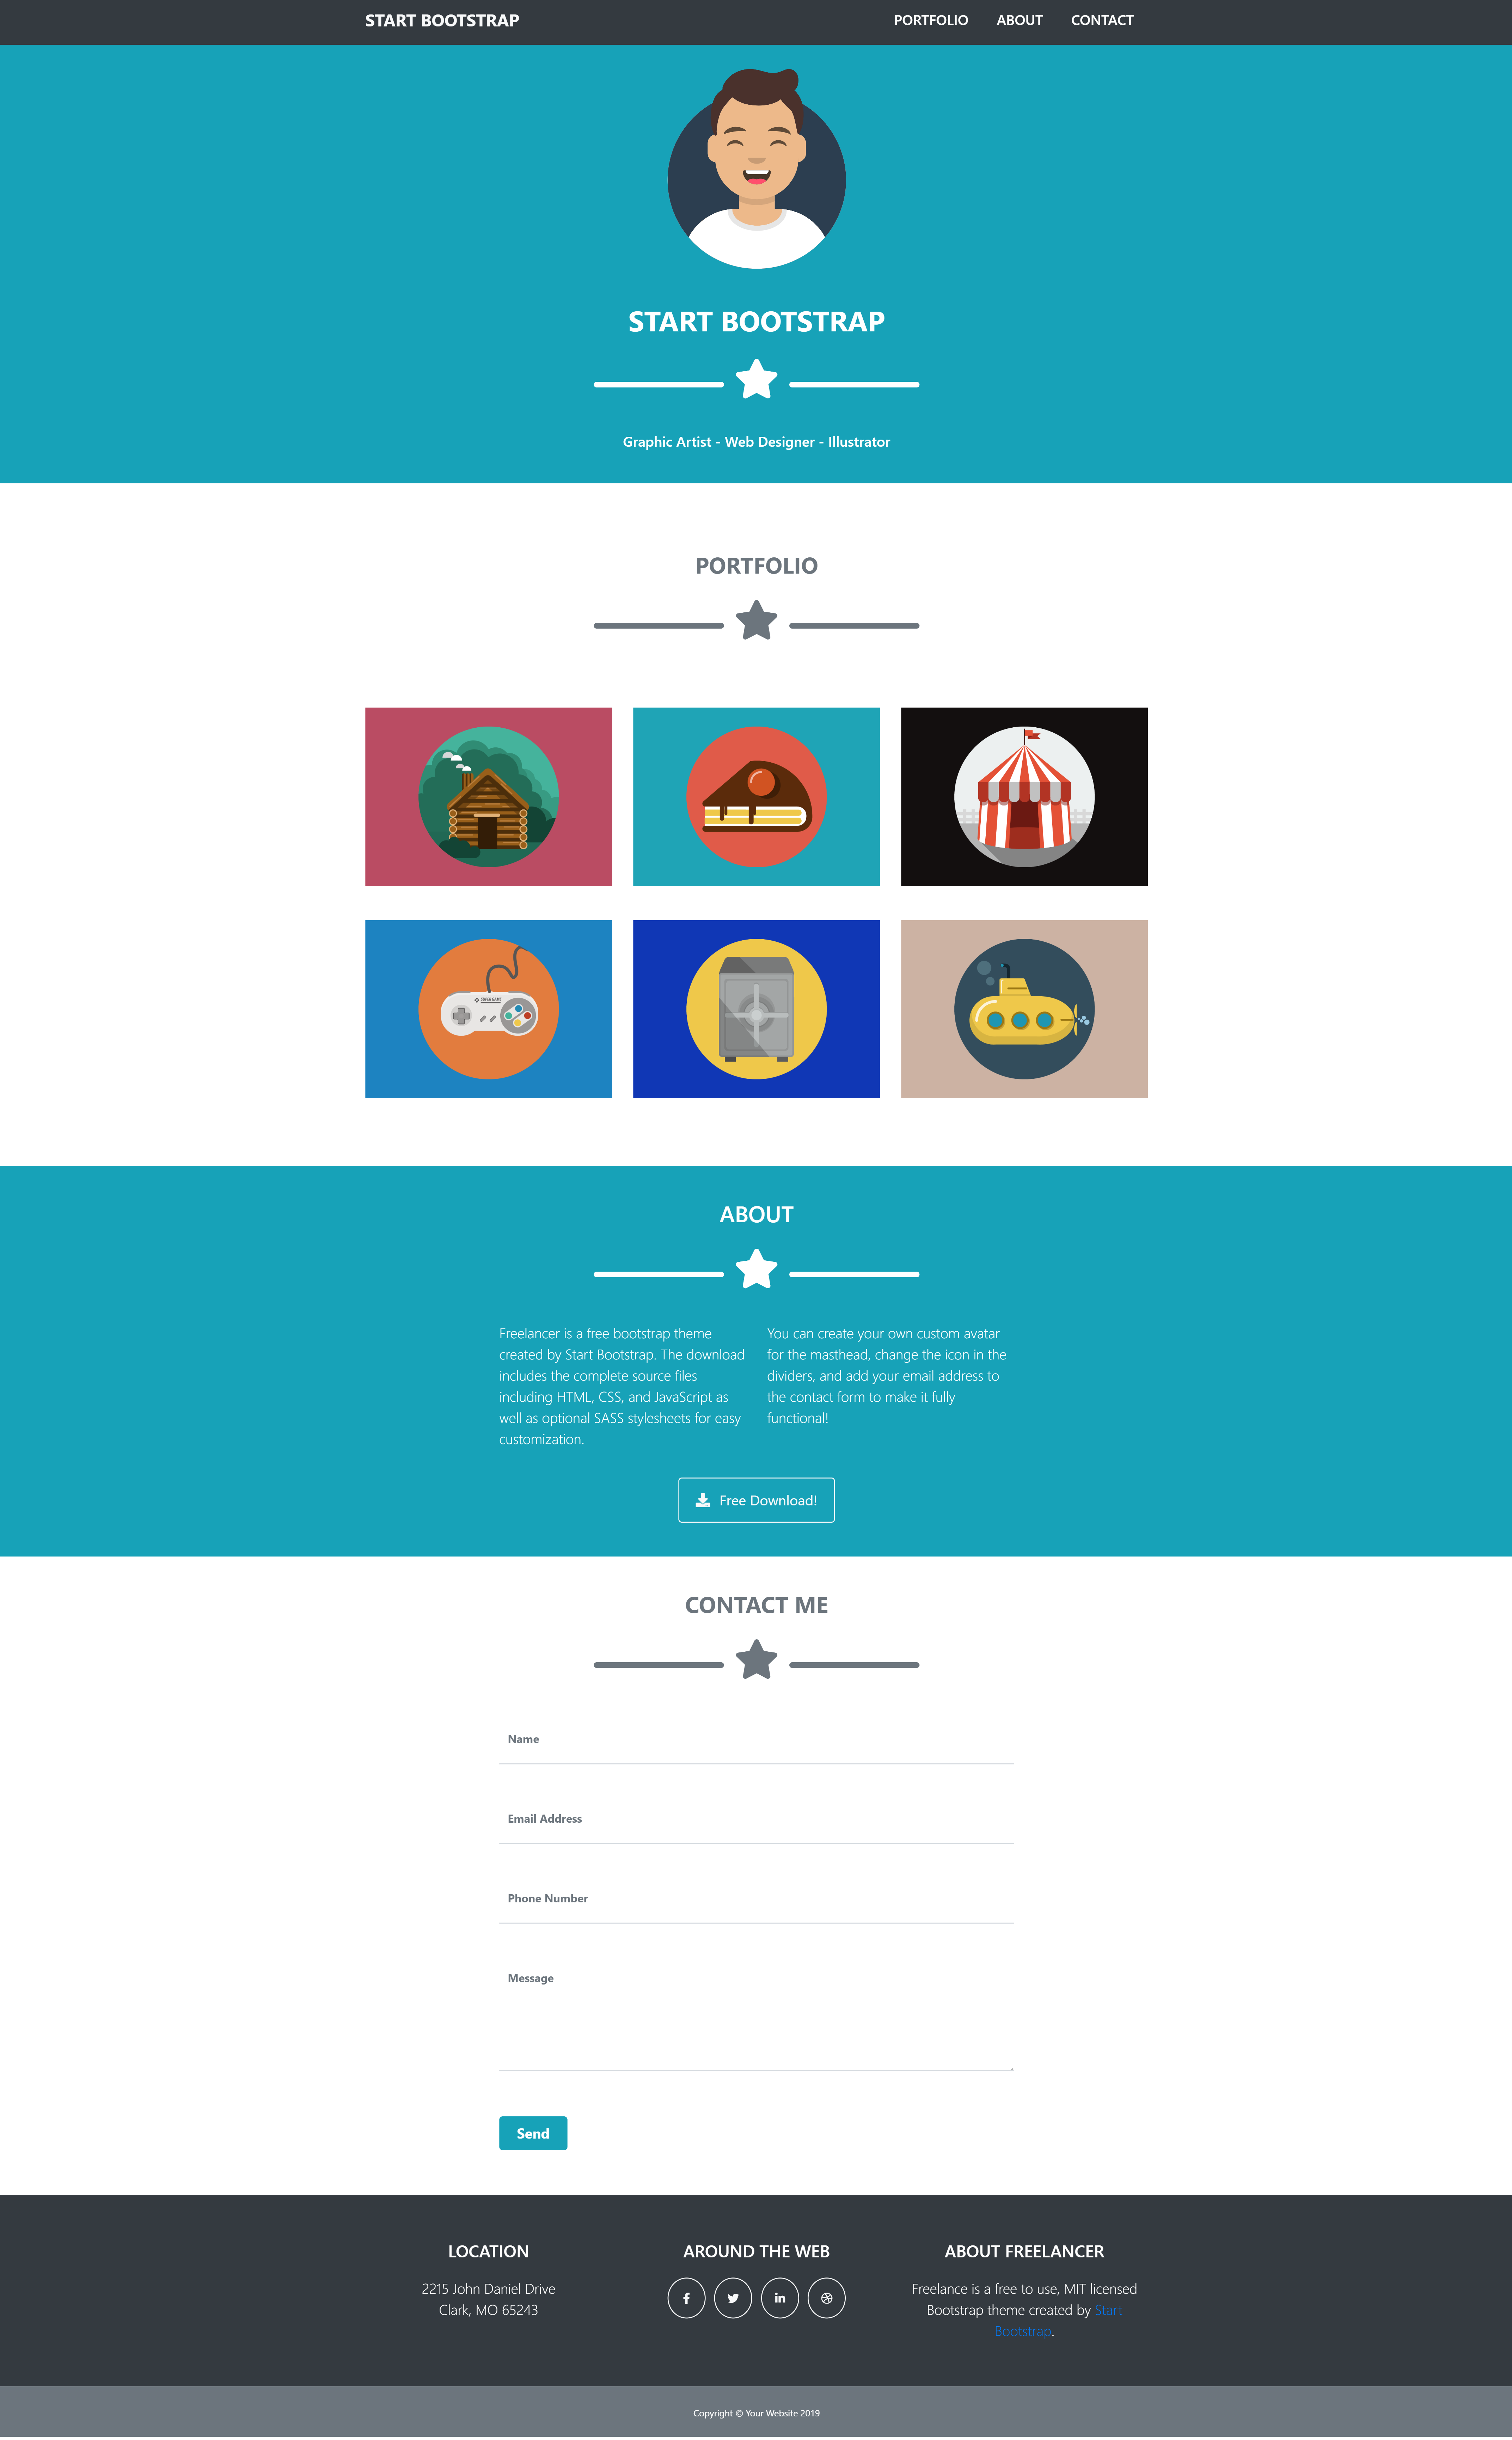 START BOOTSTRAP
PORTFOLIO ABOUT CONTACT
START BOOTSTRAP
Graphic Artist - Web Designer - Illustrator
PORTFOLIO
SUPER GAME
ABOUT
Freelancer is a free bootstrap theme
created by Start Bootstrap. The download
includes the complete source files
including HTML, CSS, and JavaScript as
well as optional SASS stylesheets for easy
customization.
You can create your own custom avatar
for the masthead, change the icon in the
dividers, and add your email address to
the contact form to make it fully
functional!
Free Download!
CONTACT ME
Name
Email Address
Phone Number
Message
Send
LOCATION
2215 John Daniel Drive
Clark, MO 65243
AROUND THE WEB
ABOUT FREELANCER
Freelance is a free to use, MIT licensed
Bootstrap theme created by Start
Bootstrap.
Copyright © Your Website 2019